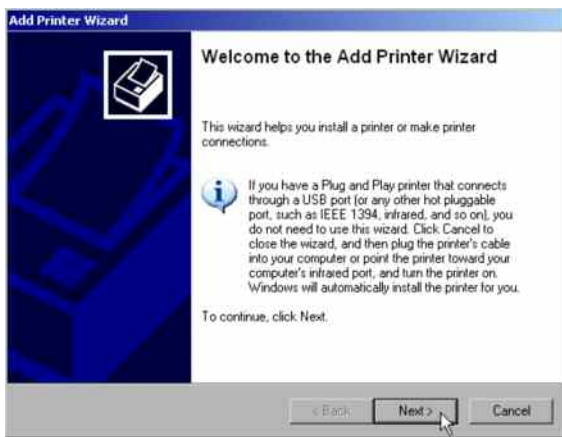 Add Printer Wizard
Welcome to the Add Printer Wizard
This wizard helps you install a printer or make printer
connections.
If you have a Plug and Play printer that connects
through a USB port (or any other hot pluggable
port, such as IEEE 1394, infrared, and so on), you
do not need to use this wizard. Click Cancel to
close the wizard, and then plug the printer's cable
into your computer or point the printer toward your
computer's infrared port, and turn the printer on.
Windows will automatically install the printer for you.
To continue, click Next.
< Back Next > Cancel